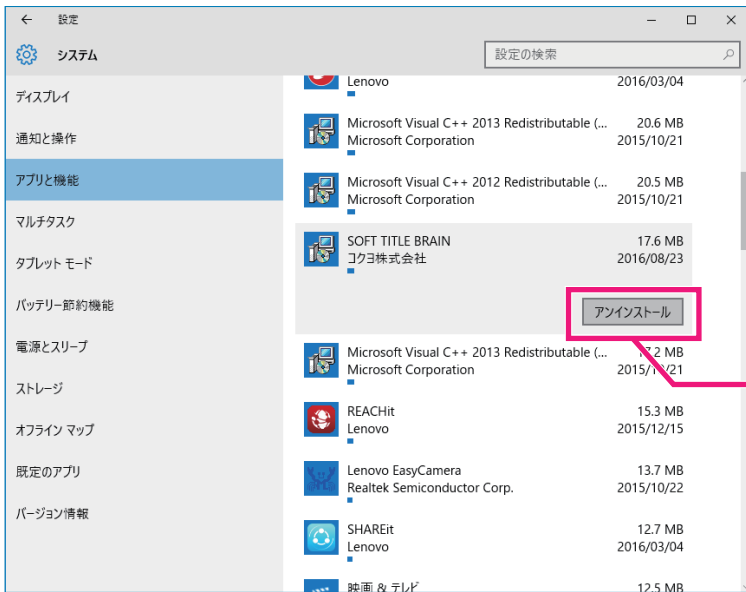 設定
システム
設定の検索
ディスプレイ
通知と操作
アプリと機能
マルチタスク
タブレット モード
バッテリー節約機能
電源とスリープ
ストレージ
オフライン マップ
既定のアプリ
バージョン情報
Lenovo 2016/03/04
Microsoft Visual C++ 2013 Redistributable (... 20.6 MB
Microsoft Corporation 2015/10/21
Microsoft Visual C++ 2012 Redistributable (... 20.5 MB
Microsoft Corporation 2015/10/21
SOFT TITLE BRAIN 17.6 MB
コクヨ株式会社 2016/08/23
アンインストール
Microsoft Visual C++ 2013 Redistributable (... 17.2 MB
Microsoft Corporation 2015/10/21
REACHit 15.3 MB
Lenovo 2015/12/15
Lenovo EasyCamera 13.7 MB
Realtek Semiconductor Corp. 2015/10/22
SHAREit 12.7 MB
Lenovo 2016/03/04
映画 & テレビ 12.5 MB